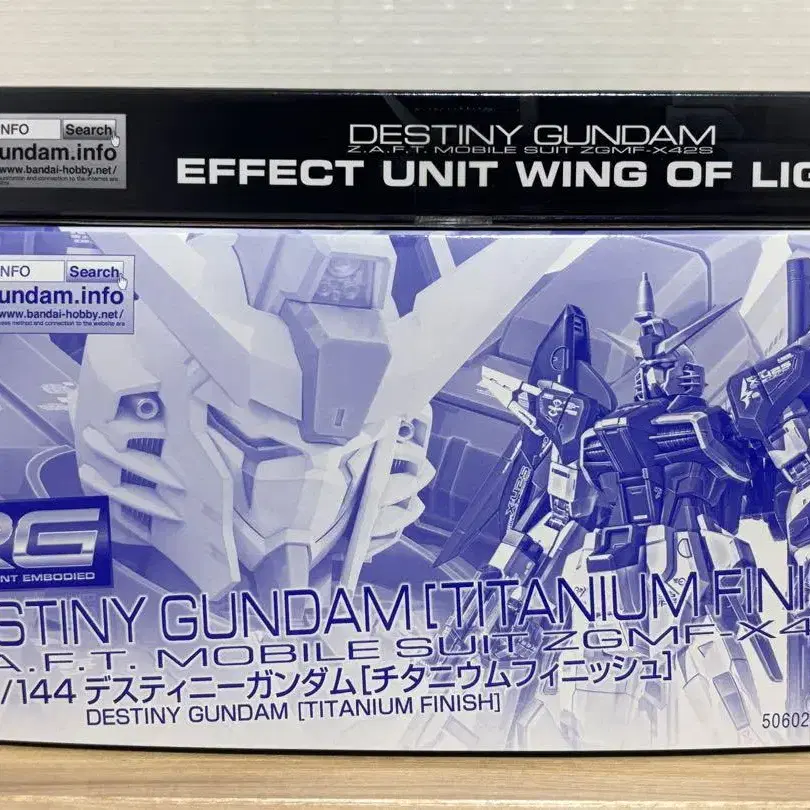 NFO Search
undam.info
www.bandai-hobby.net/
DESTINY GUNDAM
Z.A.F.T. MOBILE SUIT ZGMF-X42S
EFFECT UNIT WING OF LIG
NFO Search
undam.info
www.bandai-hobby.net/
RG
NT EMBODIED
STINY GUNDAM [TITANIUM FINI
.A.F.T. MOBILE SUIT ZGMF-X4
/144 デスティニーガンダム[チタニウムフィニッシュ]
DESTINY GUNDAM [TITANIUM FINISH]
50602